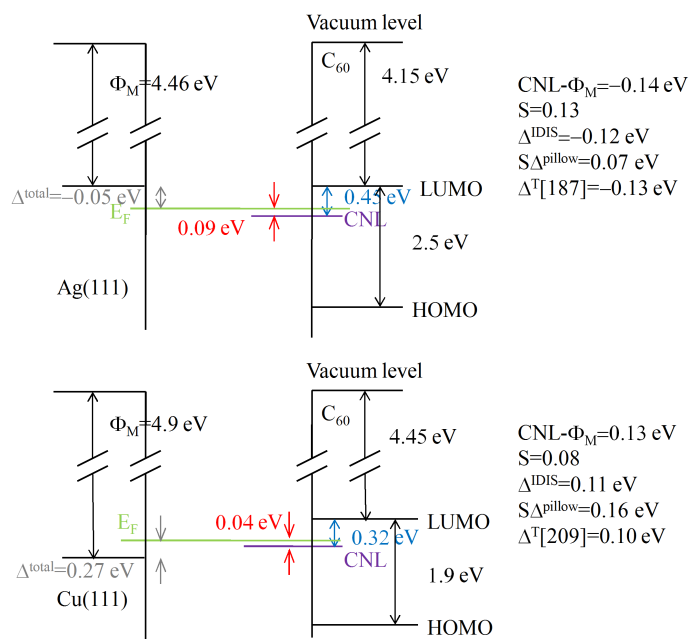 Vacuum level
Φ_M=4.46 eV
C₆₀
4.15 eV
CNL-Φ_M=−0.14 eV
S=0.13
Δ^IDIS=−0.12 eV
SΔ^pillow=0.07 eV
Δ^T[187]=−0.13 eV
Δ^total=−0.05 eV
0.45 eV
LUMO
E_F
0.09 eV
CNL
2.5 eV
Ag(111)
HOMO
Vacuum level
Φ_M=4.9 eV
C₆₀
4.45 eV
CNL-Φ_M=0.13 eV
S=0.08
Δ^IDIS=0.11 eV
SΔ^pillow=0.16 eV
Δ^T[209]=0.10 eV
E_F
0.04 eV
LUMO
0.32 eV
CNL
Δ^total=0.27 eV
1.9 eV
Cu(111)
HOMO